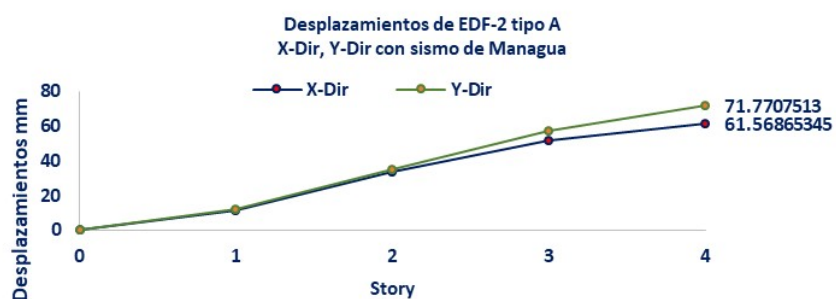 Desplazamientos de EDF-2 tipo A
X-Dir, Y-Dir con sismo de Managua
X-Dir
Y-Dir
Desplazamientos mm
80
60
40
20
0
71.7707513
61.56865345
0
1
2
3
4
Story